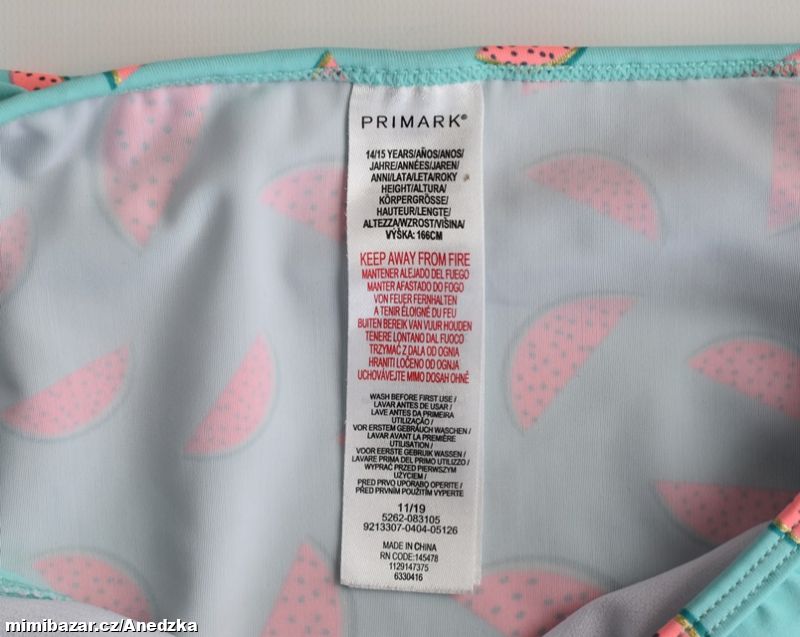 PRIMARK®
14/15 YEARS/AÑOS/ANOS/
JAHRE/ANNÉES/JAREN/
ANNI/LATA/LETA/ROKY
HEIGHT/ALTURA/
KÖRPERGRÖSSE/
HAUTEUR/LENGTE/
ALTEZZA/WZROST/VIŠINA/
VÝŠKA: 166CM
KEEP AWAY FROM FIRE
MANTENER ALEJADO DEL FUEGO
MANTER AFASTADO DO FOGO
VON FEUER FERNHALTEN
A TENIR ÉLOIGNÉ DU FEU
BUITEN BEREIK VAN VUUR HOUDEN
TENERE LONTANO DAL FUOCO
TRZYMAĆ Z DALA OD OGNIA
HRANITI LOČENO OD OGNJA
UCHOVÁVEJTE MIMO DOSAH OHNĚ
WASH BEFORE FIRST USE /
LAVAR ANTES DE USAR /
LAVE ANTES DA PRIMEIRA
UTILIZAÇÃO /
VOR ERSTEM GEBRAUCH WASCHEN /
LAVAR AVANT LA PREMIÈRE
UTILISATION /
VOOR EERSTE GEBRUIK WASSEN /
LAVARE PRIMA DEL PRIMO UTILIZZO /
WYPRAĆ PRZED PIERWSZYM
UŻYCIEM /
PRED PRVO UPORABO OPERITE /
PŘED PRVNÍM POUŽITÍM VYPERTE
11/19
5262-083105
9213307-0404-05126
MADE IN CHINA
RN CODE:145478
1129147375
6330416
mimibazar.cz/Anedzka